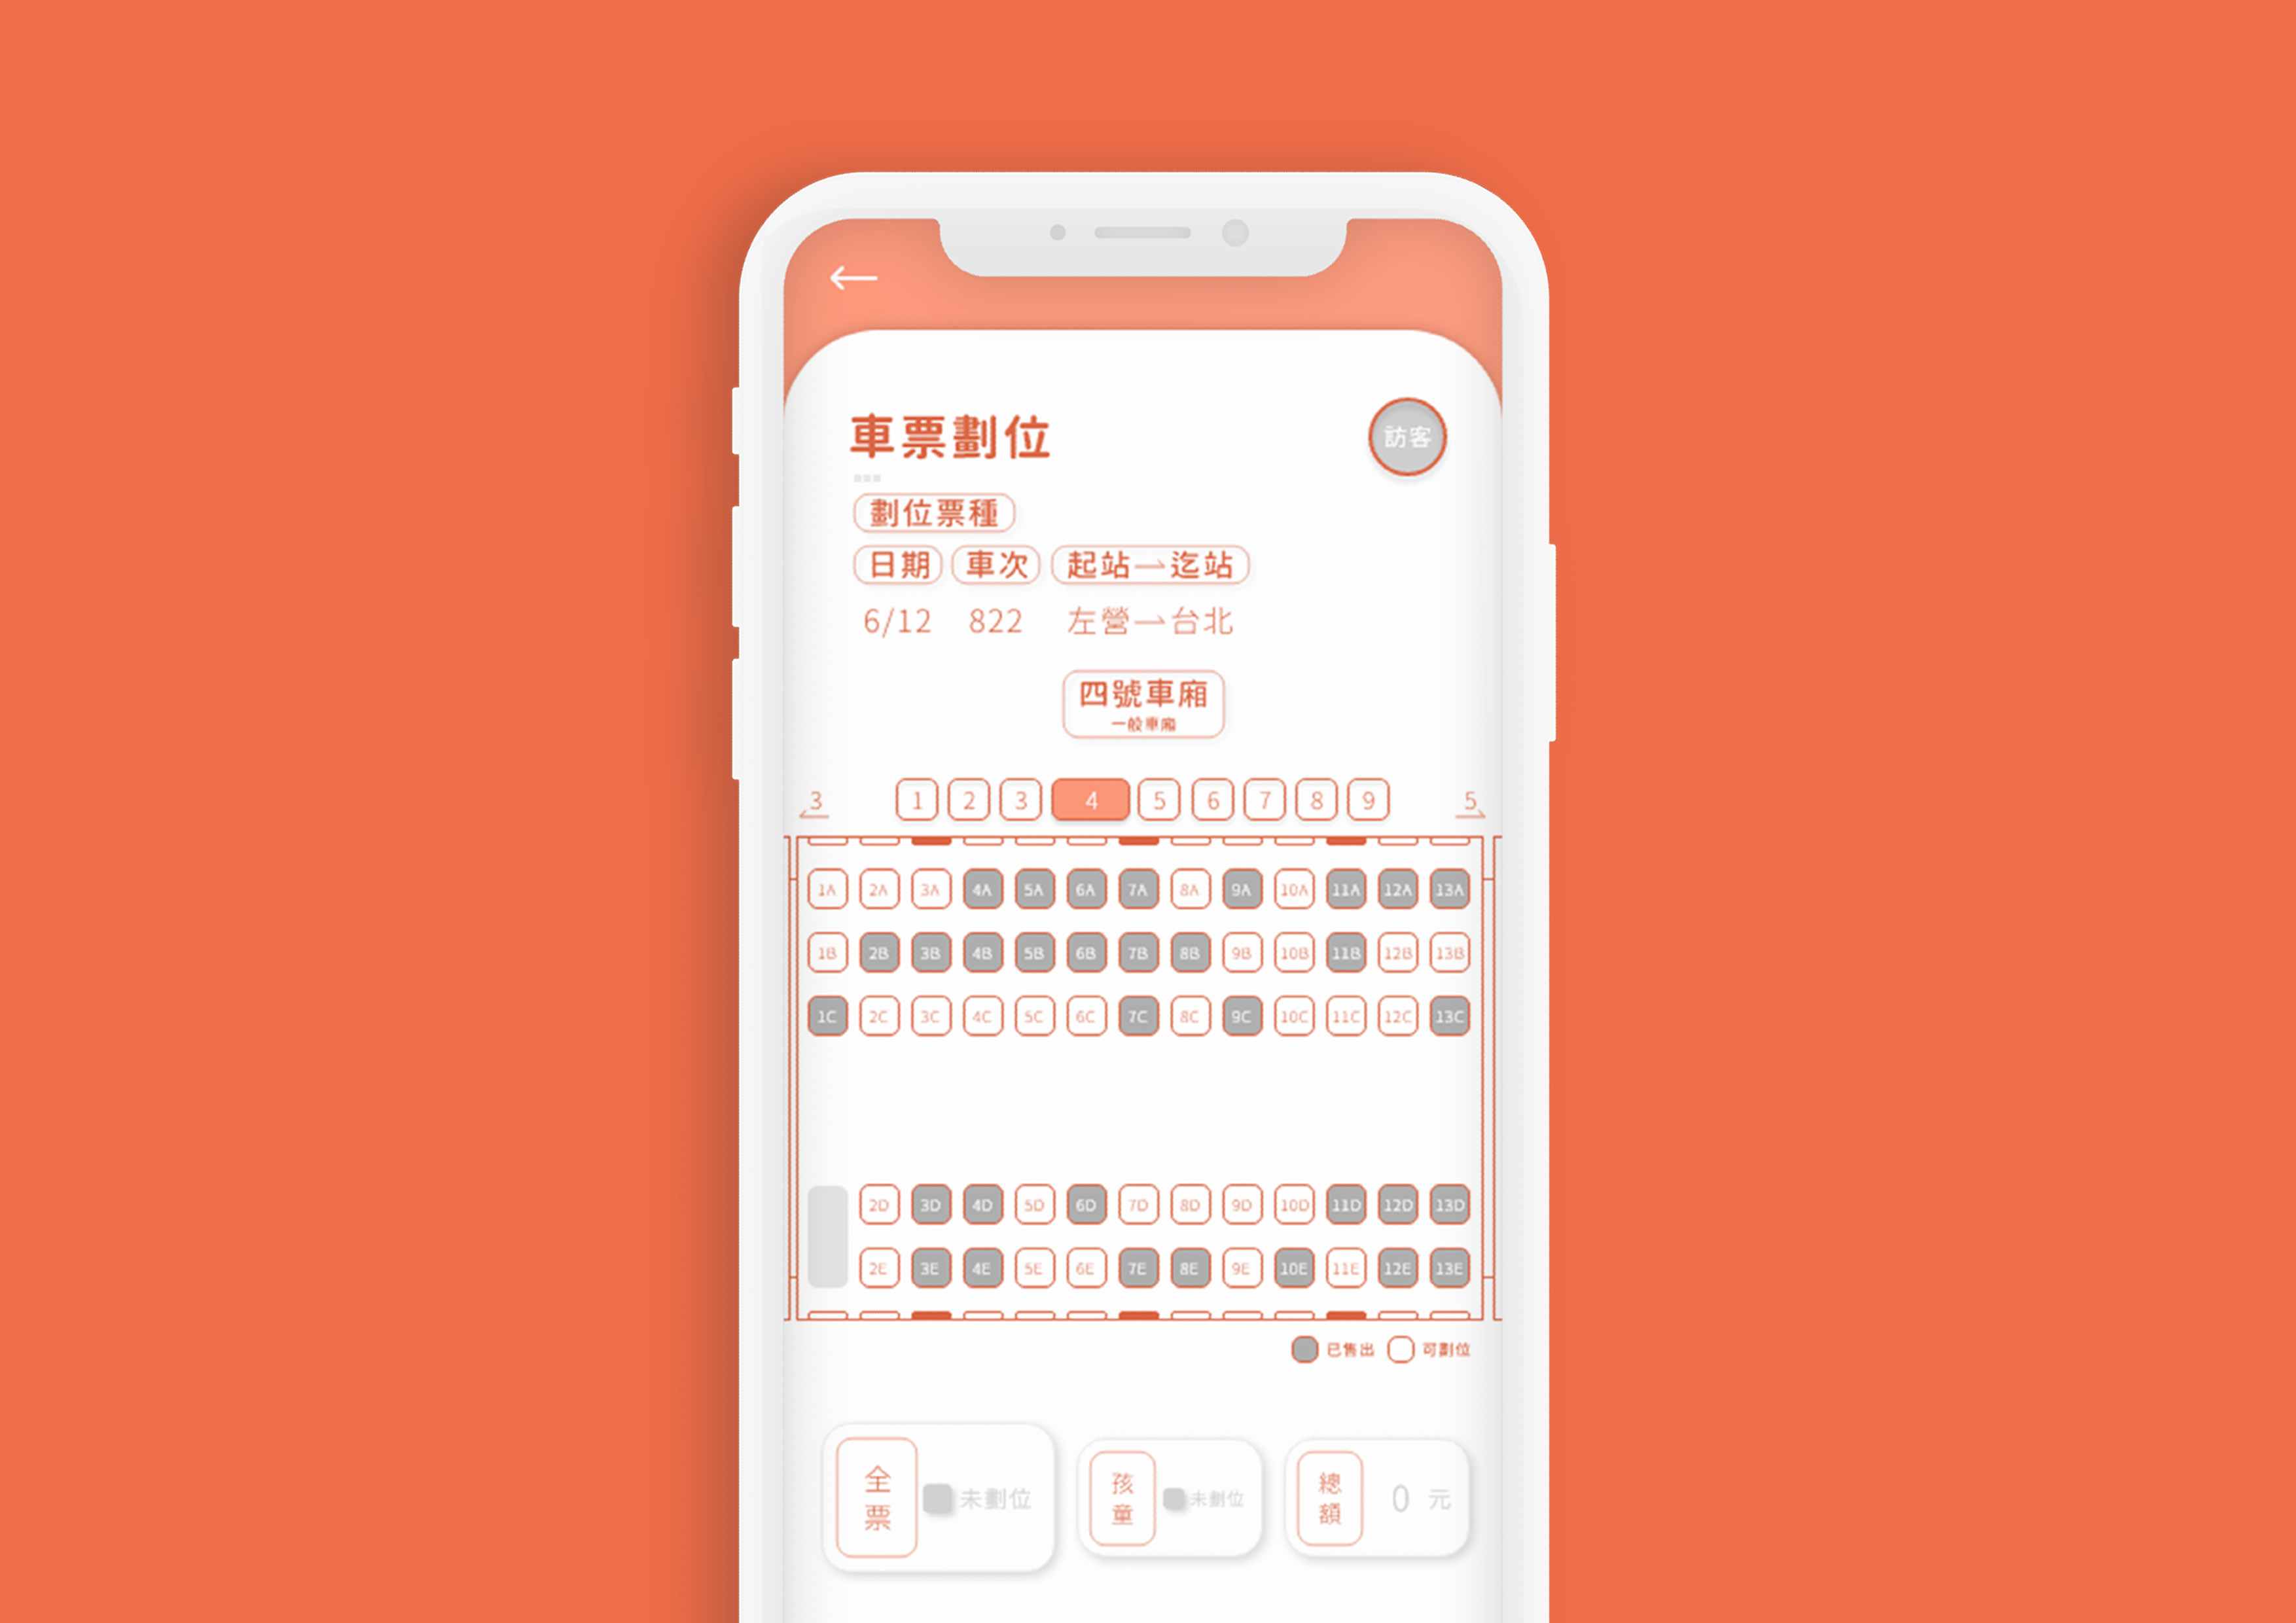 車票劃位
訪客
劃位票種
日期 車次 起站⇀迄站
6/12 822 左營⇀台北
四號車廂
一般車廂
3 1 2 3 4 5 6 7 8 9 5
1A 2A 3A 4A 5A 6A 7A 8A 9A 10A 11A 12A 13A
1B 2B 3B 4B 5B 6B 7B 8B 9B 10B 11B 12B 13B
1C 2C 3C 4C 5C 6C 7C 8C 9C 10C 11C 12C 13C
2D 3D 4D 5D 6D 7D 8D 9D 10D 11D 12D 13D
2E 3E 4E 5E 6E 7E 8E 9E 10E 11E 12E 13E
已售出 可劃位
全票 未劃位
孩童 未劃位
總額 0 元